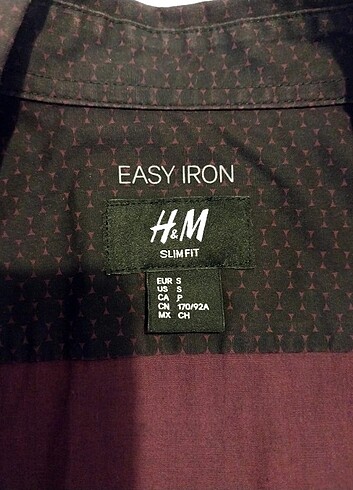 EASY IRON
H&M
SLIM FIT
EUR S
US S
CA P
CN 170/92A
MX CH